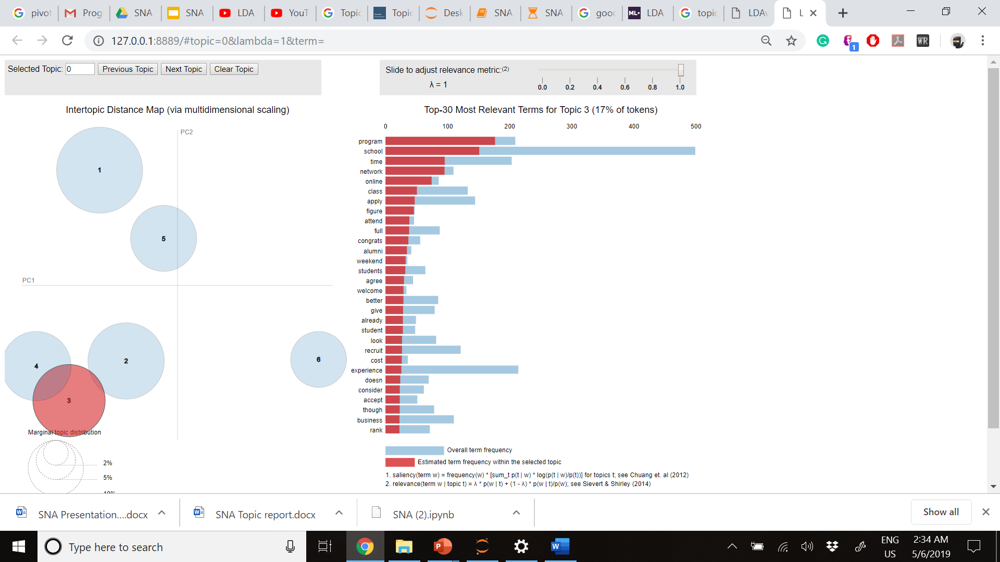 pivot
Prog
SNA
SNA
LDA
YouT
Topic
Topic
Desk
SNA
SNA
goo
ML
LDA
topic
LDAv
L
127.0.0.1:8889/#topic=0&lambda=1&term=
1
WR
Selected Topic: 0 Previous Topic Next Topic Clear Topic
Slide to adjust relevance metric:(2)
λ = 1
0.0 0.2 0.4 0.6 0.8 1.0
Intertopic Distance Map (via multidimensional scaling)
PC2
1
5
PC1
4
2
6
3
Marginal topic distribution
2%
5%
10%
Top-30 Most Relevant Terms for Topic 3 (17% of tokens)
0 100 200 300 400 500
program
school
time
network
online
class
apply
figure
attend
full
congrats
alumni
weekend
students
agree
welcome
better
give
already
student
look
recruit
cost
experience
doesn
consider
accept
though
business
rank
Overall term frequency
Estimated term frequency within the selected topic
1. saliency(term w) = frequency(w) * [sum_t p(t | w) * log(p(t | w)/p(t))] for topics t; see Chuang et. al (2012)
2. relevance(term w | topic t) = λ * p(w | t) + (1 - λ) * p(w | t)/p(w); see Sievert & Shirley (2014)
SNA Presentation....docx
SNA Topic report.docx
SNA (2).ipynb
Show all
Type here to search
ENG
US
2:34 AM
5/6/2019